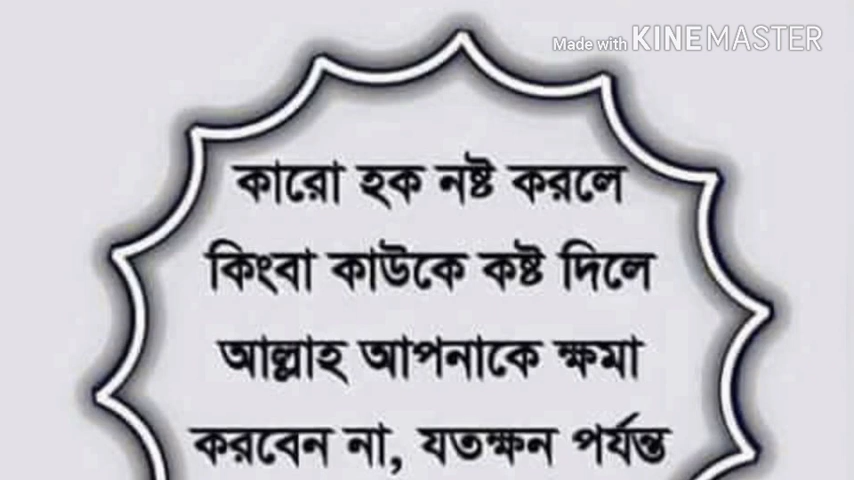 Made with KINEMASTER
কারো হক নষ্ট করলে
কিংবা কাউকে কষ্ট দিলে
আল্লাহ আপনাকে ক্ষমা
করবেন না, যতক্ষন পর্যন্ত